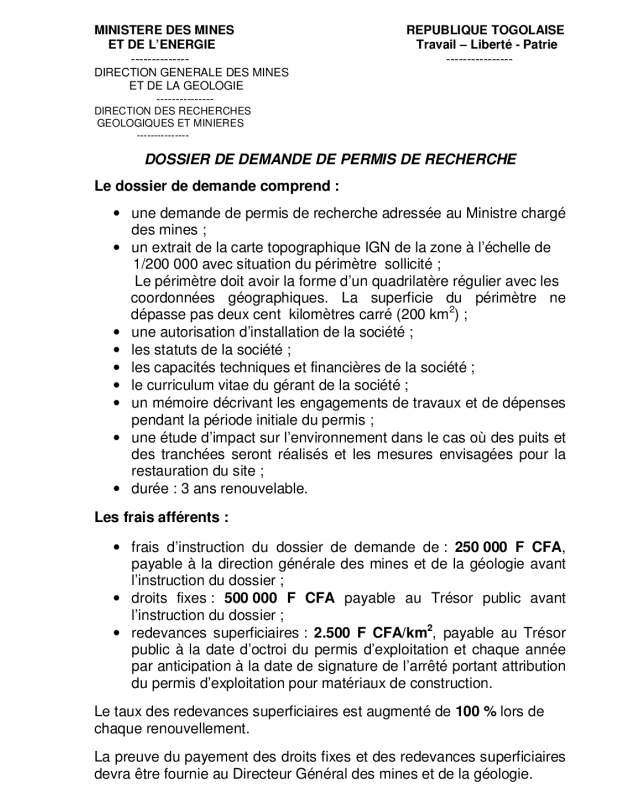 MINISTERE DES MINES
ET DE L'ENERGIE
--------------
DIRECTION GENERALE DES MINES
ET DE LA GEOLOGIE
--------------
DIRECTION DES RECHERCHES
GEOLOGIQUES ET MINIERES
--------------
REPUBLIQUE TOGOLAISE
Travail – Liberté - Patrie
----------------
DOSSIER DE DEMANDE DE PERMIS DE RECHERCHE
Le dossier de demande comprend :
• une demande de permis de recherche adressée au Ministre chargé
des mines ;
• un extrait de la carte topographique IGN de la zone à l'échelle de
1/200 000 avec situation du périmètre sollicité ;
Le périmètre doit avoir la forme d'un quadrilatère régulier avec les
coordonnées géographiques. La superficie du périmètre ne
dépasse pas deux cent kilomètres carré (200 km²) ;
• une autorisation d'installation de la société ;
• les statuts de la société ;
• les capacités techniques et financières de la société ;
• le curriculum vitae du gérant de la société ;
• un mémoire décrivant les engagements de travaux et de dépenses
pendant la période initiale du permis ;
• une étude d'impact sur l'environnement dans le cas où des puits et
des tranchées seront réalisés et les mesures envisagées pour la
restauration du site ;
• durée : 3 ans renouvelable.
Les frais afférents :
• frais d'instruction du dossier de demande de : 250 000 F CFA,
payable à la direction générale des mines et de la géologie avant
l'instruction du dossier ;
• droits fixes : 500 000 F CFA payable au Trésor public avant
l'instruction du dossier ;
• redevances superficiaires : 2.500 F CFA/km², payable au Trésor
public à la date d'octroi du permis d'exploitation et chaque année
par anticipation à la date de signature de l'arrêté portant attribution
du permis d'exploitation pour matériaux de construction.
Le taux des redevances superficiaires est augmenté de 100 % lors de
chaque renouvellement.
La preuve du payement des droits fixes et des redevances superficiaires
devra être fournie au Directeur Général des mines et de la géologie.